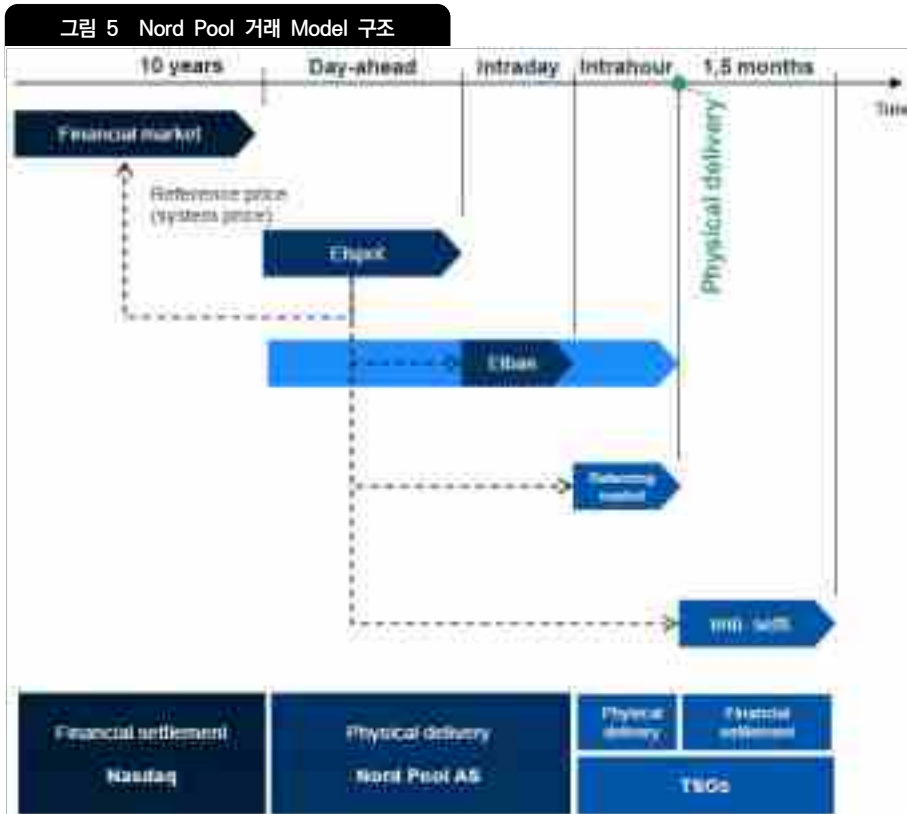 그림 5 Nord Pool 거래 Model 구조
10 years Day-ahead Intraday Intrahour 1,5 months
Time
Financial market
Physical delivery
Reference price
(system price)
Elspot
Elbas
market
Financial settlement
Nasdaq
Physical delivery
Nord Pool AS
Physical
delivery
Financial
settlement
TSOs